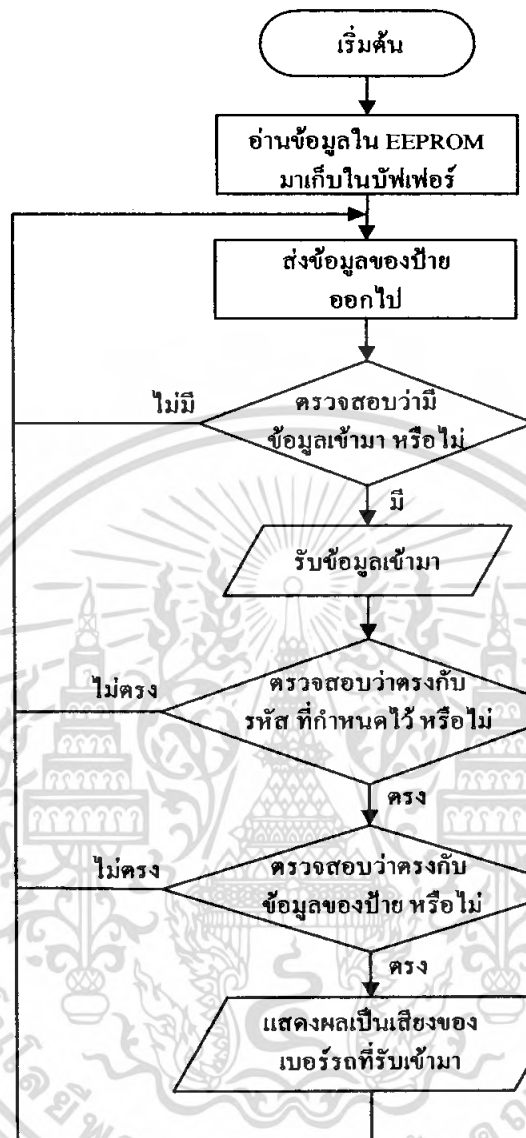 เริ่มต้น
อ่านข้อมูลใน EEPROM
มาเก็บในบัฟเฟอร์
ส่งข้อมูลของป้าย
ออกไป
ไม่มี
ตรวจสอบว่ามี
ข้อมูลเข้ามา หรือไม่
มี
รับข้อมูลเข้ามา
ไม่ตรง
ตรวจสอบว่าตรงกับ
รหัส ที่กำหนดไว้ หรือไม่
ตรง
ไม่ตรง
ตรวจสอบว่าตรงกับ
ข้อมูลของป้าย หรือไม่
ตรง
แสดงผลเป็นเสียงของ
เบอร์รถที่รับเข้ามา